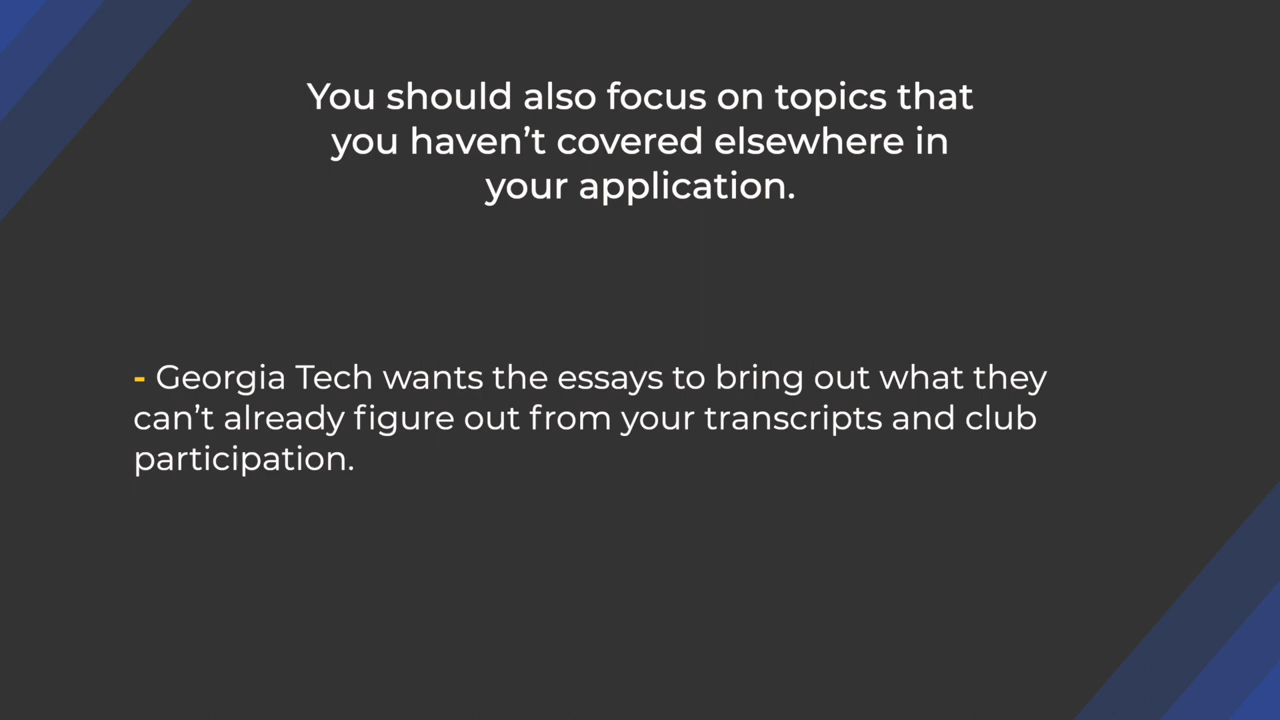 You should also focus on topics that
you haven’t covered elsewhere in
your application.
- Georgia Tech wants the essays to bring out what they
can’t already figure out from your transcripts and club
participation.